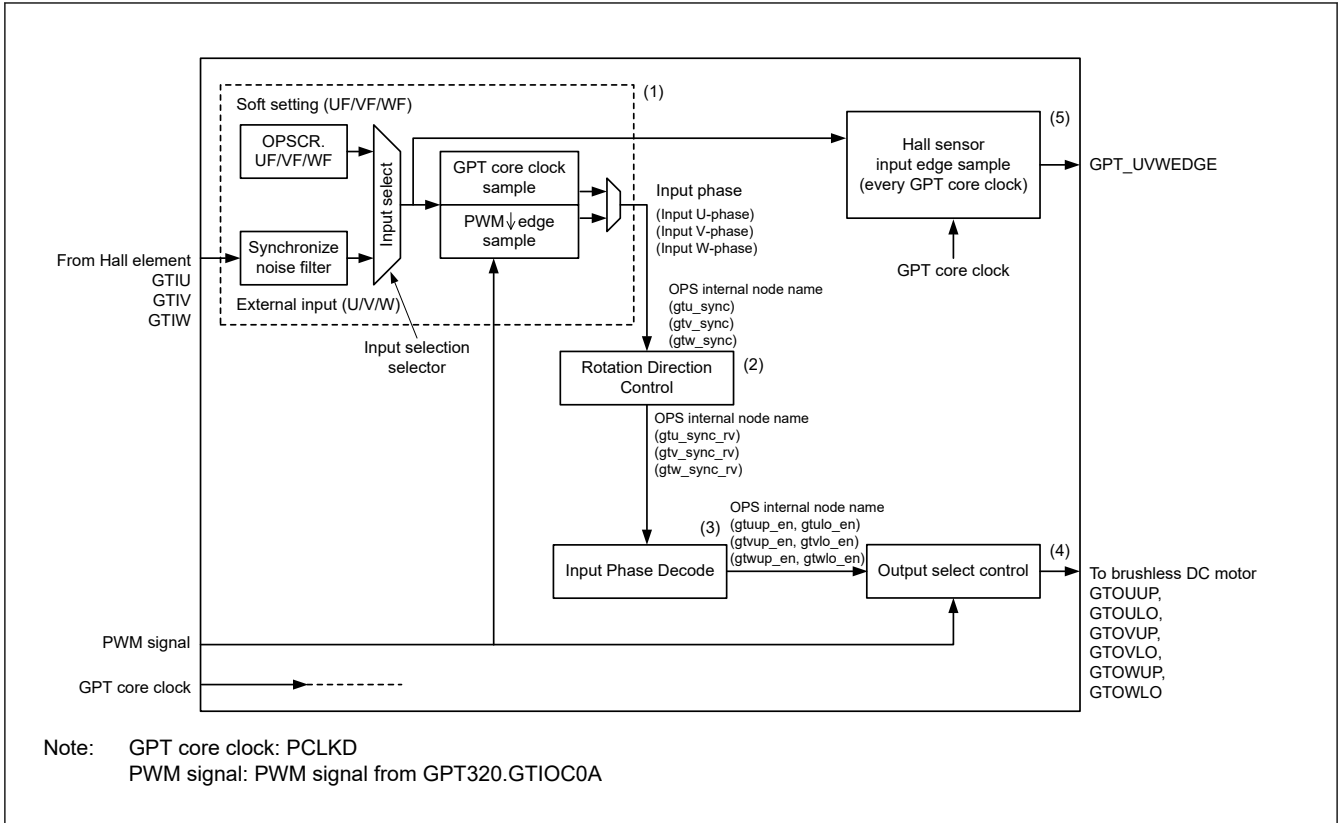 (1)
Soft setting (UF/VF/WF)
OPSCR.
UF/VF/WF
Input select
GPT core clock
sample
PWM↓edge
sample
Synchronize
noise filter
External input (U/V/W)
From Hall element
GTIU
GTIV
GTIW
Input selection
selector
Input phase
(Input U-phase)
(Input V-phase)
(Input W-phase)
(5)
Hall sensor
input edge sample
(every GPT core clock)
GPT_UVWEDGE
GPT core clock
OPS internal node name
(gtu_sync)
(gtv_sync)
(gtw_sync)
(2)
Rotation Direction
Control
OPS internal node name
(gtu_sync_rv)
(gtv_sync_rv)
(gtw_sync_rv)
OPS internal node name
(gtuup_en, gtulo_en)
(gtvup_en, gtvlo_en)
(gtwup_en, gtwlo_en)
(3)
Input Phase Decode
Output select control
(4)
To brushless DC motor
GTOUUP,
GTOULO,
GTOVUP,
GTOVLO,
GTOWUP,
GTOWLO
PWM signal
GPT core clock
Note: GPT core clock: PCLKD
PWM signal: PWM signal from GPT320.GTIOC0A